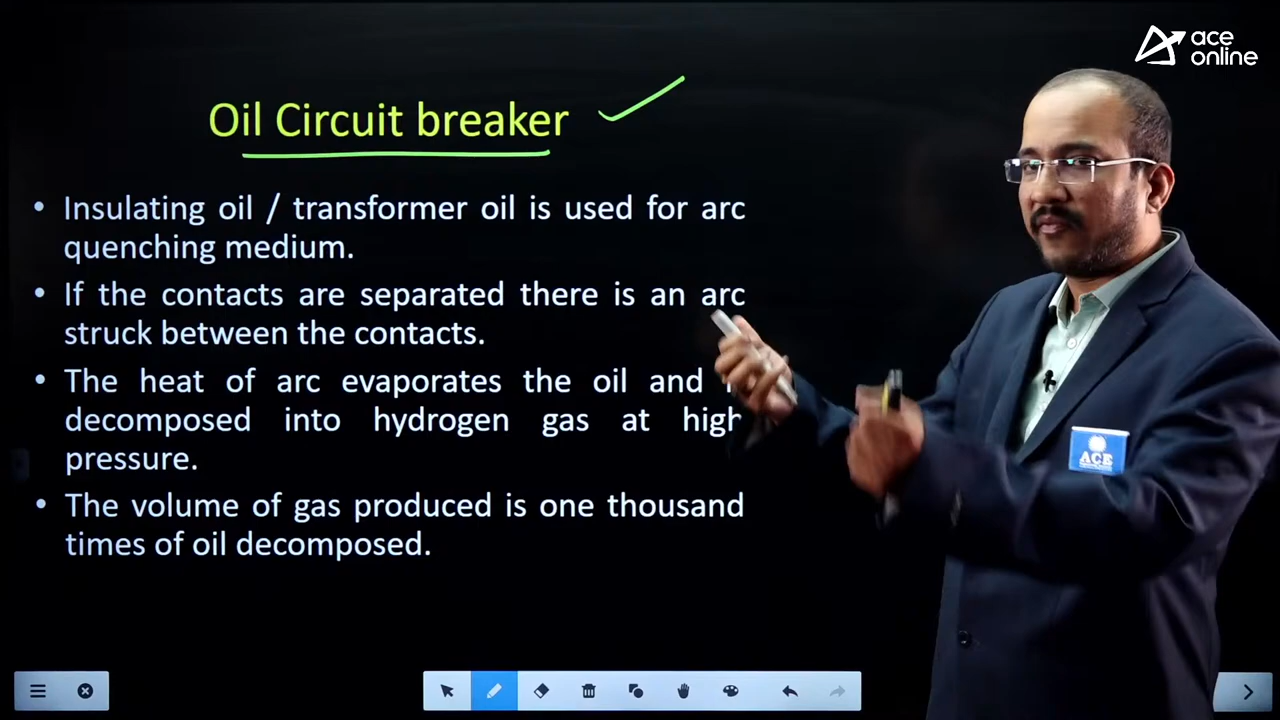 ace
online
Oil Circuit breaker
• Insulating oil / transformer oil is used for arc
quenching medium.
• If the contacts are separated there is an arc
struck between the contacts.
• The heat of arc evaporates the oil and
decomposed into hydrogen gas at high
pressure.
• The volume of gas produced is one thousand
times of oil decomposed.
ACE